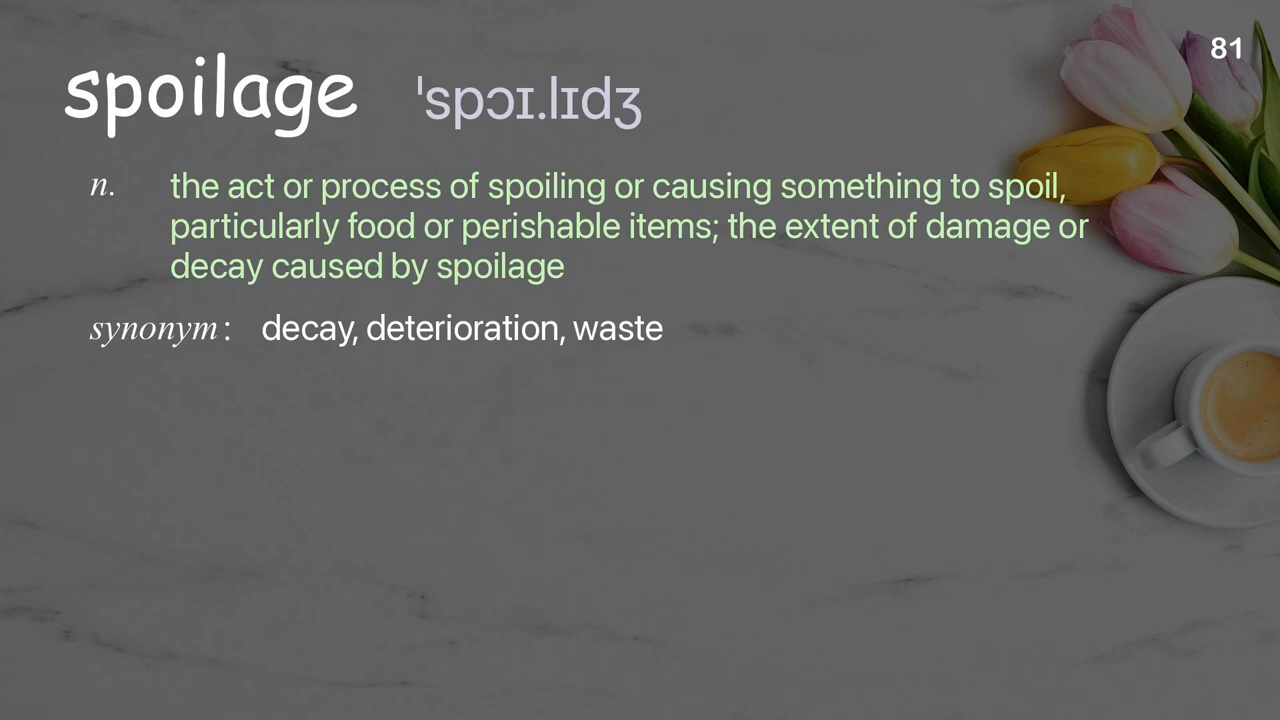 81
spoilage ˈspɔɪ.lɪdʒ
n. the act or process of spoiling or causing something to spoil,
particularly food or perishable items; the extent of damage or
decay caused by spoilage
synonym: decay, deterioration, waste